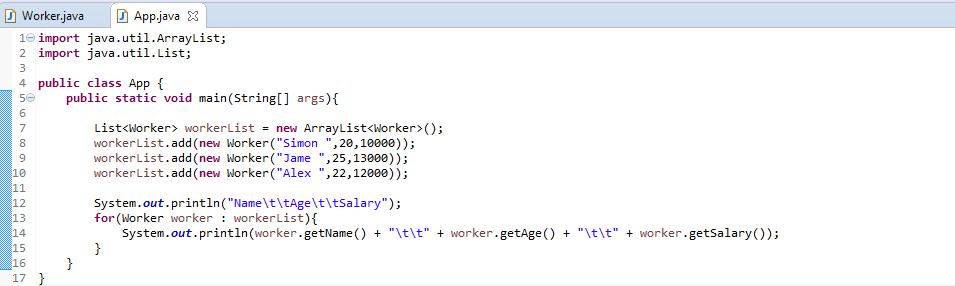 Worker.java App.java
1 import java.util.ArrayList;
2 import java.util.List;
3
4 public class App {
5 public static void main(String[] args){
6
7 List<Worker> workerList = new ArrayList<Worker>();
8 workerList.add(new Worker("Simon ",20,10000));
9 workerList.add(new Worker("Jame ",25,13000));
10 workerList.add(new Worker("Alex ",22,12000));
11
12 System.out.println("Name\t\tAge\t\tSalary");
13 for(Worker worker : workerList){
14 System.out.println(worker.getName() + "\t\t" + worker.getAge() + "\t\t" + worker.getSalary());
15 }
16 }
17 }